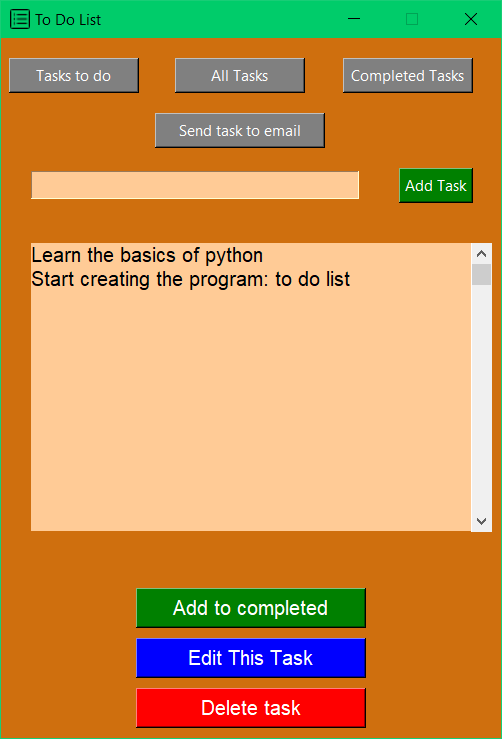 To Do List
Tasks to do
All Tasks
Completed Tasks
Send task to email
Add Task
Learn the basics of python
Start creating the program: to do list
Add to completed
Edit This Task
Delete task